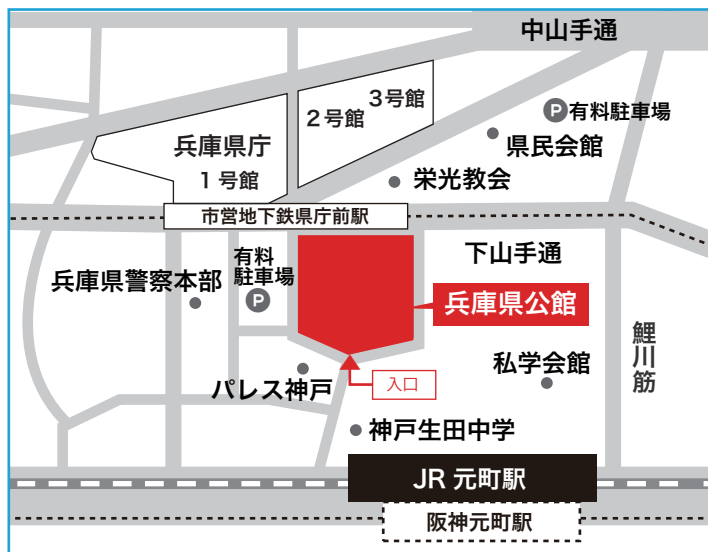 中山手通
P 有料駐車場
3号館
2号館
県民会館
兵庫県庁
1号館
栄光教会
市営地下鉄県庁前駅
下山手通
有料
駐車場
P
兵庫県警察本部
兵庫県公館
鯉川筋
私学会館
パレス神戸
入口
神戸生田中学
JR 元町駅
阪神元町駅